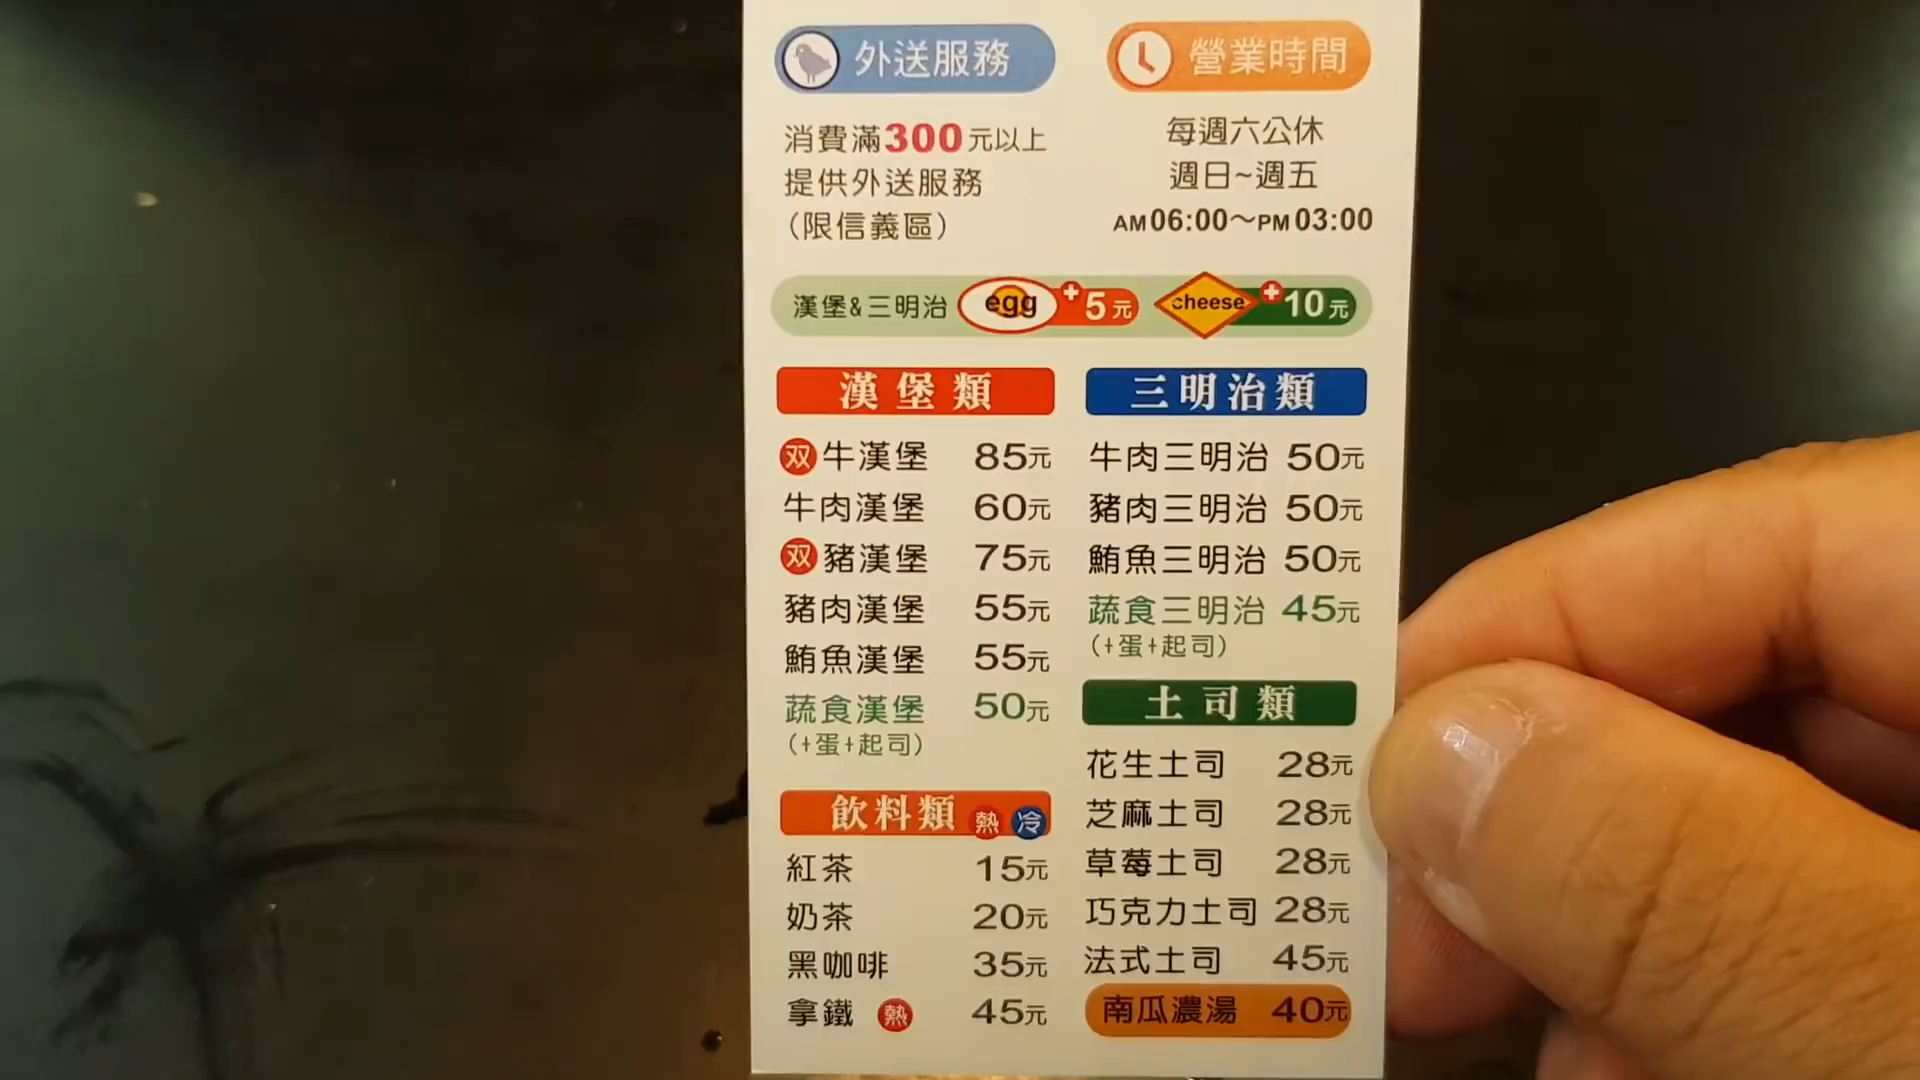 外送服務
消費滿300元以上
提供外送服務
(限信義區)
營業時間
每週六公休
週日~週五
AM06:00～PM03:00
漢堡&三明治 egg +5元 cheese +10元
漢堡類
双牛漢堡 85元
牛肉漢堡 60元
双豬漢堡 75元
豬肉漢堡 55元
鮪魚漢堡 55元
蔬食漢堡 50元
(+蛋+起司)
飲料類 熱 冷
紅茶 15元
奶茶 20元
黑咖啡 35元
拿鐵 熱 45元
三明治類
牛肉三明治 50元
豬肉三明治 50元
鮪魚三明治 50元
蔬食三明治 45元
(+蛋+起司)
土司類
花生土司 28元
芝麻土司 28元
草莓土司 28元
巧克力土司 28元
法式土司 45元
南瓜濃湯 40元